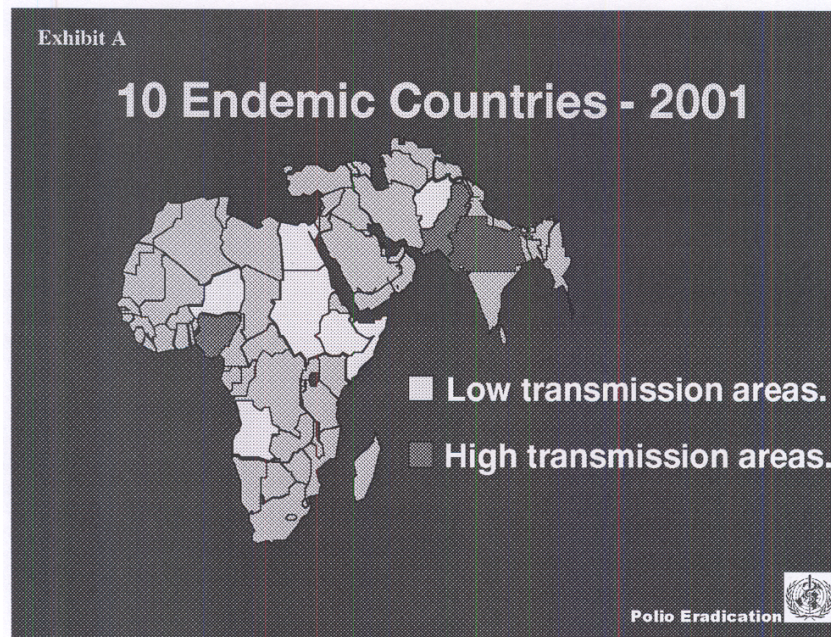 Exhibit A
10 Endemic Countries - 2001
Low transmission areas.
High transmission areas.
Polio Eradication